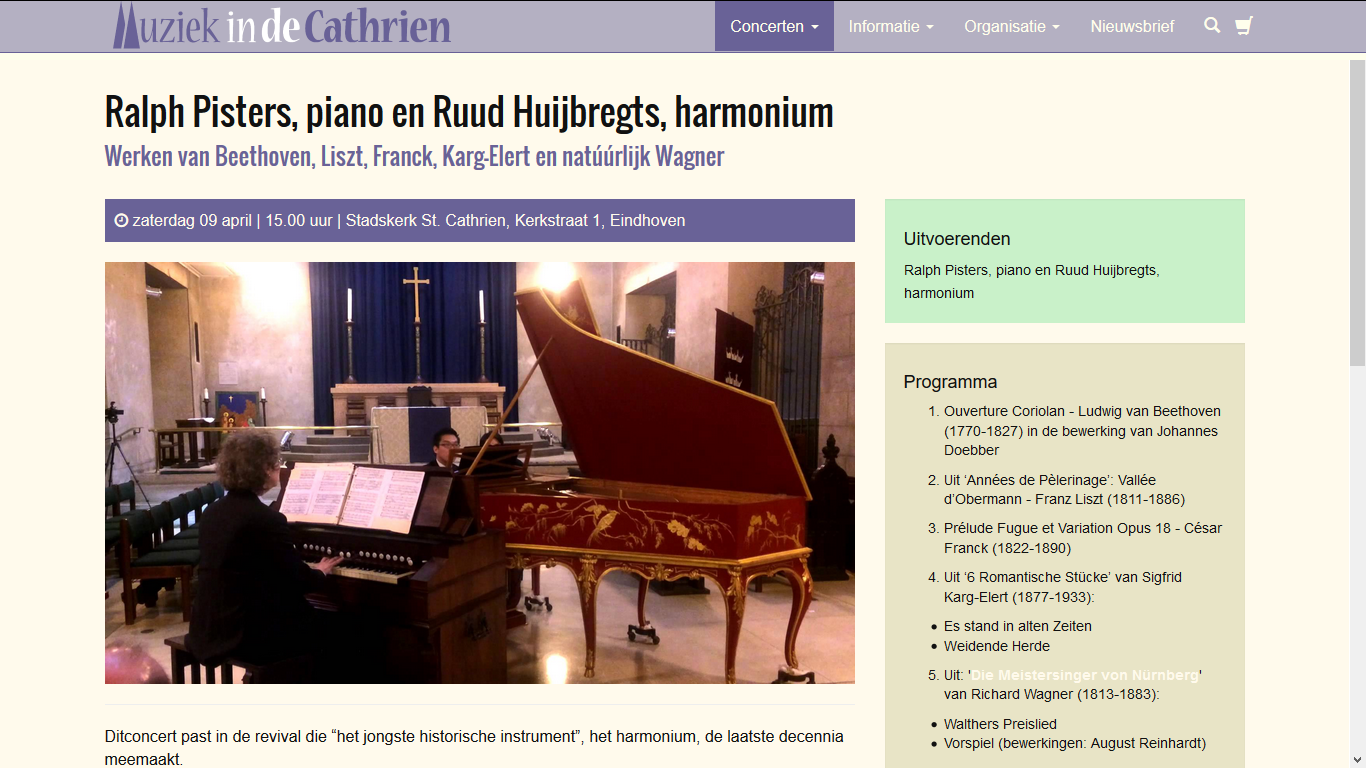 Muziek in de Cathrien
Concerten
Informatie
Organisatie
Nieuwsbrief
Ralph Pisters, piano en Ruud Huijbregts, harmonium
Werken van Beethoven, Liszt, Franck, Karg-Elert en natúúrlijk Wagner
zaterdag 09 april | 15.00 uur | Stadskerk St. Cathrien, Kerkstraat 1, Eindhoven
Ditconcert past in de revival die “het jongste historische instrument”, het harmonium, de laatste decennia
meemaakt.
Uitvoerenden
Ralph Pisters, piano en Ruud Huijbregts,
harmonium
Programma
1. Ouverture Coriolan - Ludwig van Beethoven
(1770-1827) in de bewerking van Johannes
Doebber
2. Uit ‘Années de Pèlerinage’: Vallée
d’Obermann - Franz Liszt (1811-1886)
3. Prélude Fugue et Variation Opus 18 - César
Franck (1822-1890)
4. Uit ‘6 Romantische Stücke’ van Sigfrid
Karg-Elert (1877-1933):
• Es stand in alten Zeiten
• Weidende Herde
5. Uit: 'Die Meistersinger von Nürnberg'
van Richard Wagner (1813-1883):
• Walthers Preislied
• Vorspiel (bewerkingen: August Reinhardt)